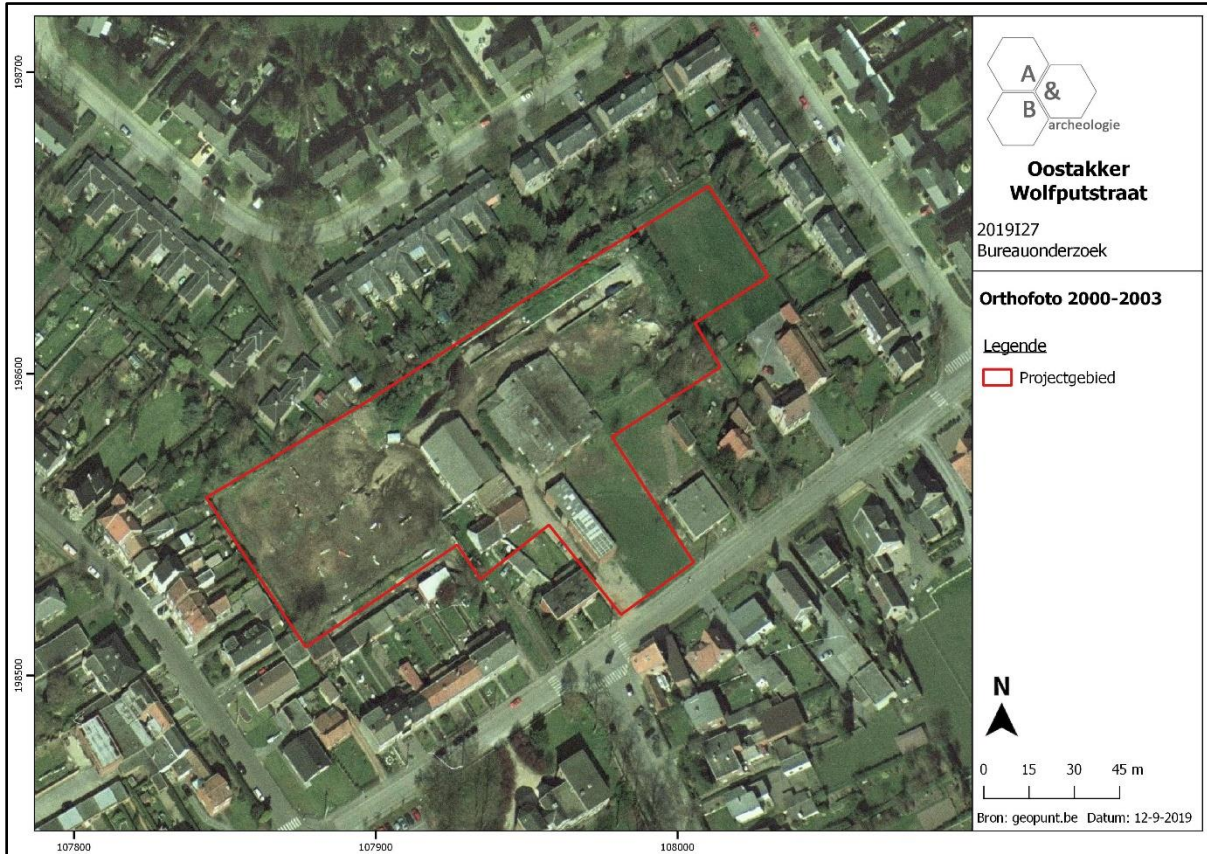 198700
198600
198500
107800
107900
108000
A
&
B
archeologie
Oostakker
Wolfputstraat
2019I27
Bureauonderzoek
Orthofoto 2000-2003
Legende
Projectgebied
N
0 15 30 45 m
Bron: geopunt.be Datum: 12-9-2019